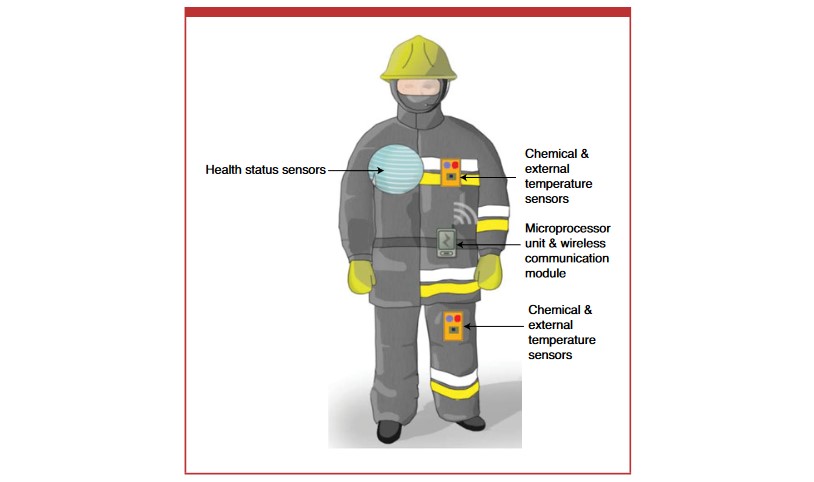 Health status sensors
Chemical &
external
temperature
sensors
Microprocessor
unit & wireless
communication
module
Chemical &
external
temperature
sensors